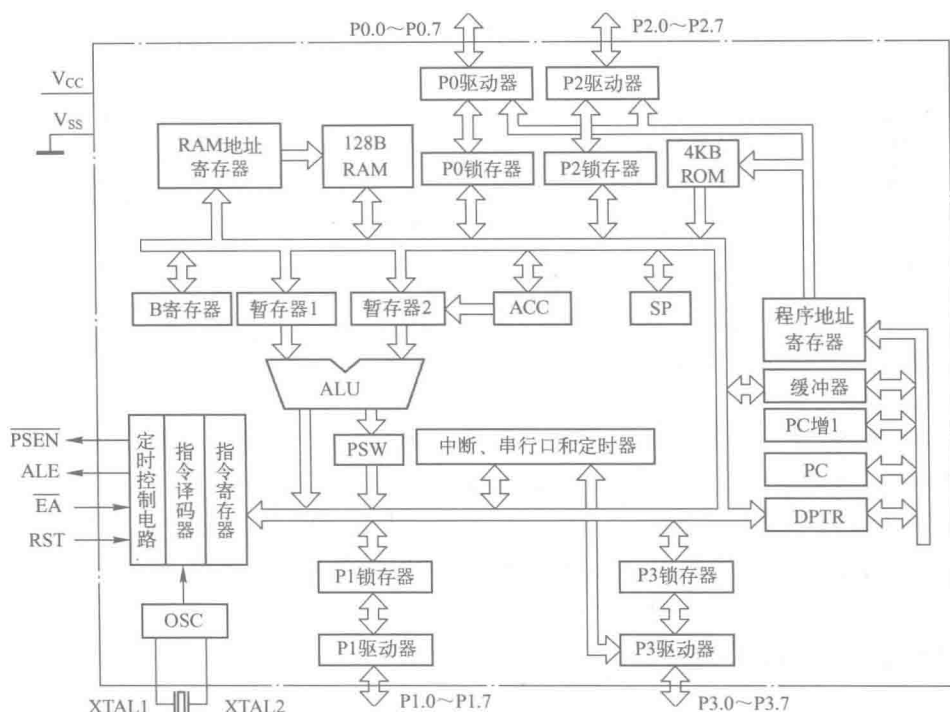 P0.0～P0.7
P2.0～P2.7
VCC
VSS
P0驱动器
P2驱动器
RAM地址
寄存器
128B
RAM
P0锁存器
P2锁存器
4KB
ROM
B寄存器
暂存器1
暂存器2
ACC
SP
程序地址
寄存器
ALU
缓冲器
PC增1
PC
DPTR
PSW
中断、串行口和定时器
PSEN
ALE
EA
RST
定时控制电路
指令译码器
指令寄存器
P1锁存器
P3锁存器
OSC
P1驱动器
P3驱动器
XTAL1
XTAL2
P1.0～P1.7
P3.0～P3.7